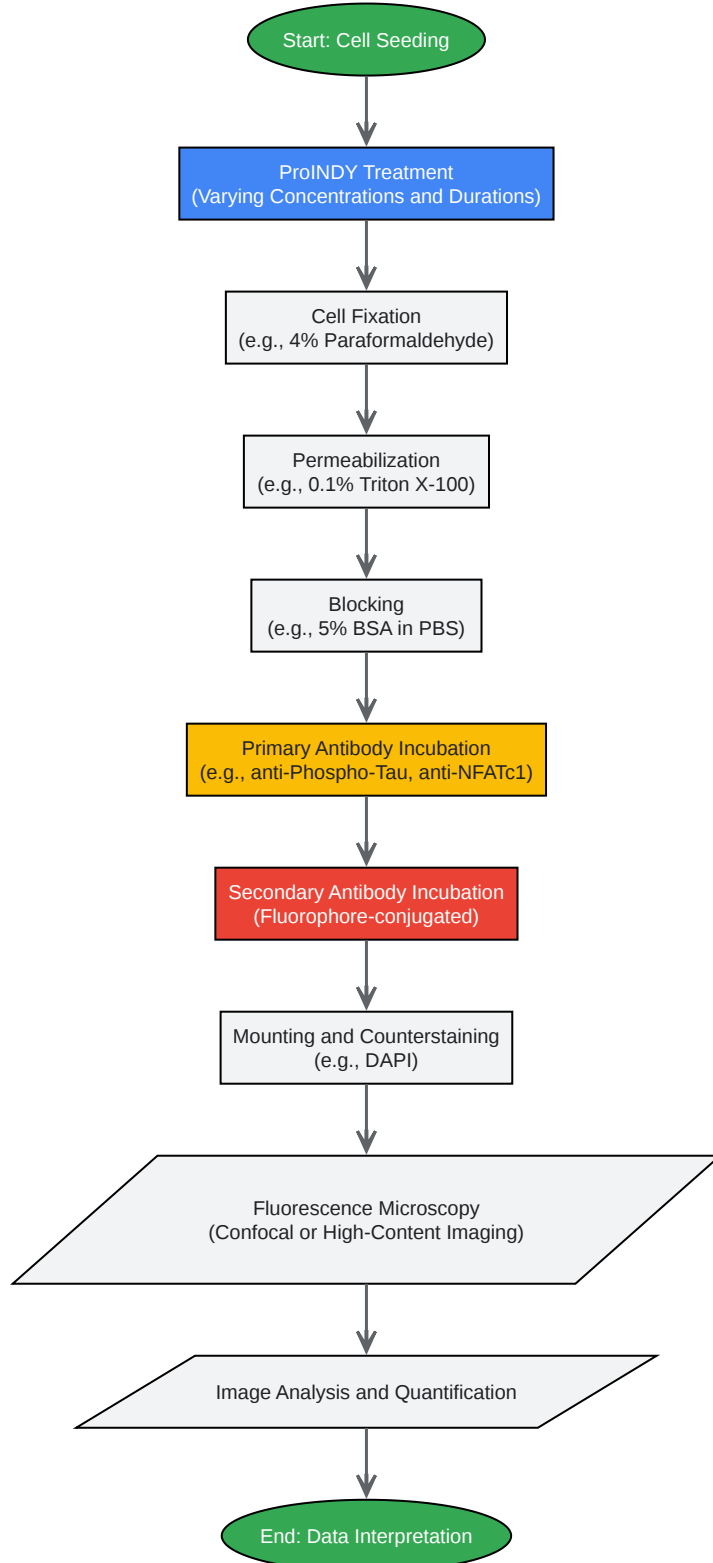 Start: Cell Seeding
ProINDY Treatment
(Varying Concentrations and Durations)
Cell Fixation
(e.g., 4% Paraformaldehyde)
Permeabilization
(e.g., 0.1% Triton X-100)
Blocking
(e.g., 5% BSA in PBS)
Primary Antibody Incubation
(e.g., anti-Phospho-Tau, anti-NFATc1)
Secondary Antibody Incubation
(Fluorophore-conjugated)
Mounting and Counterstaining
(e.g., DAPI)
Fluorescence Microscopy
(Confocal or High-Content Imaging)
Image Analysis and Quantification
End: Data Interpretation